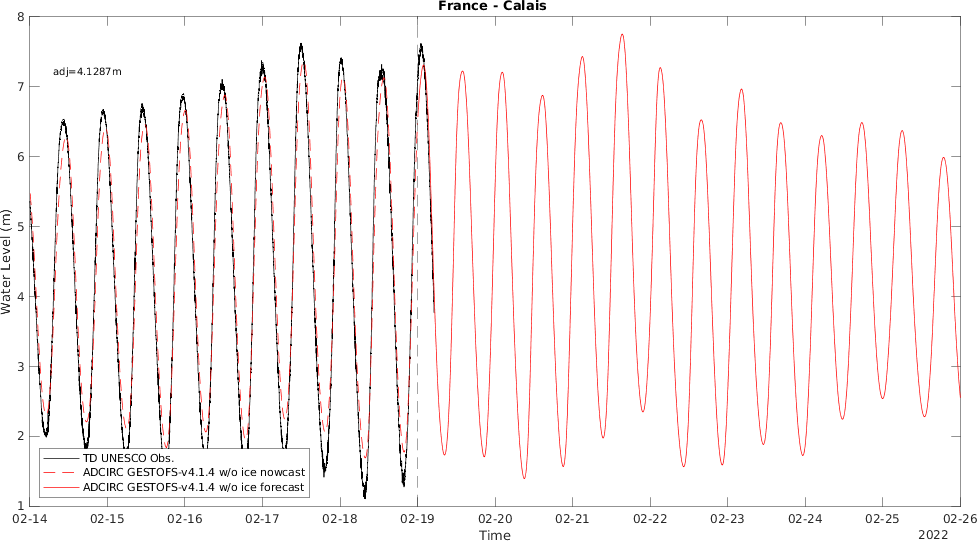 France - Calais
8
7
6
5
4
3
2
1
Water Level (m)
adj=4.1287m
TD UNESCO Obs.
ADCIRC GESTOFS-v4.1.4 w/o ice nowcast
ADCIRC GESTOFS-v4.1.4 w/o ice forecast
02-14 02-15 02-16 02-17 02-18 02-19 02-20 02-21 02-22 02-23 02-24 02-25 02-26
Time
2022